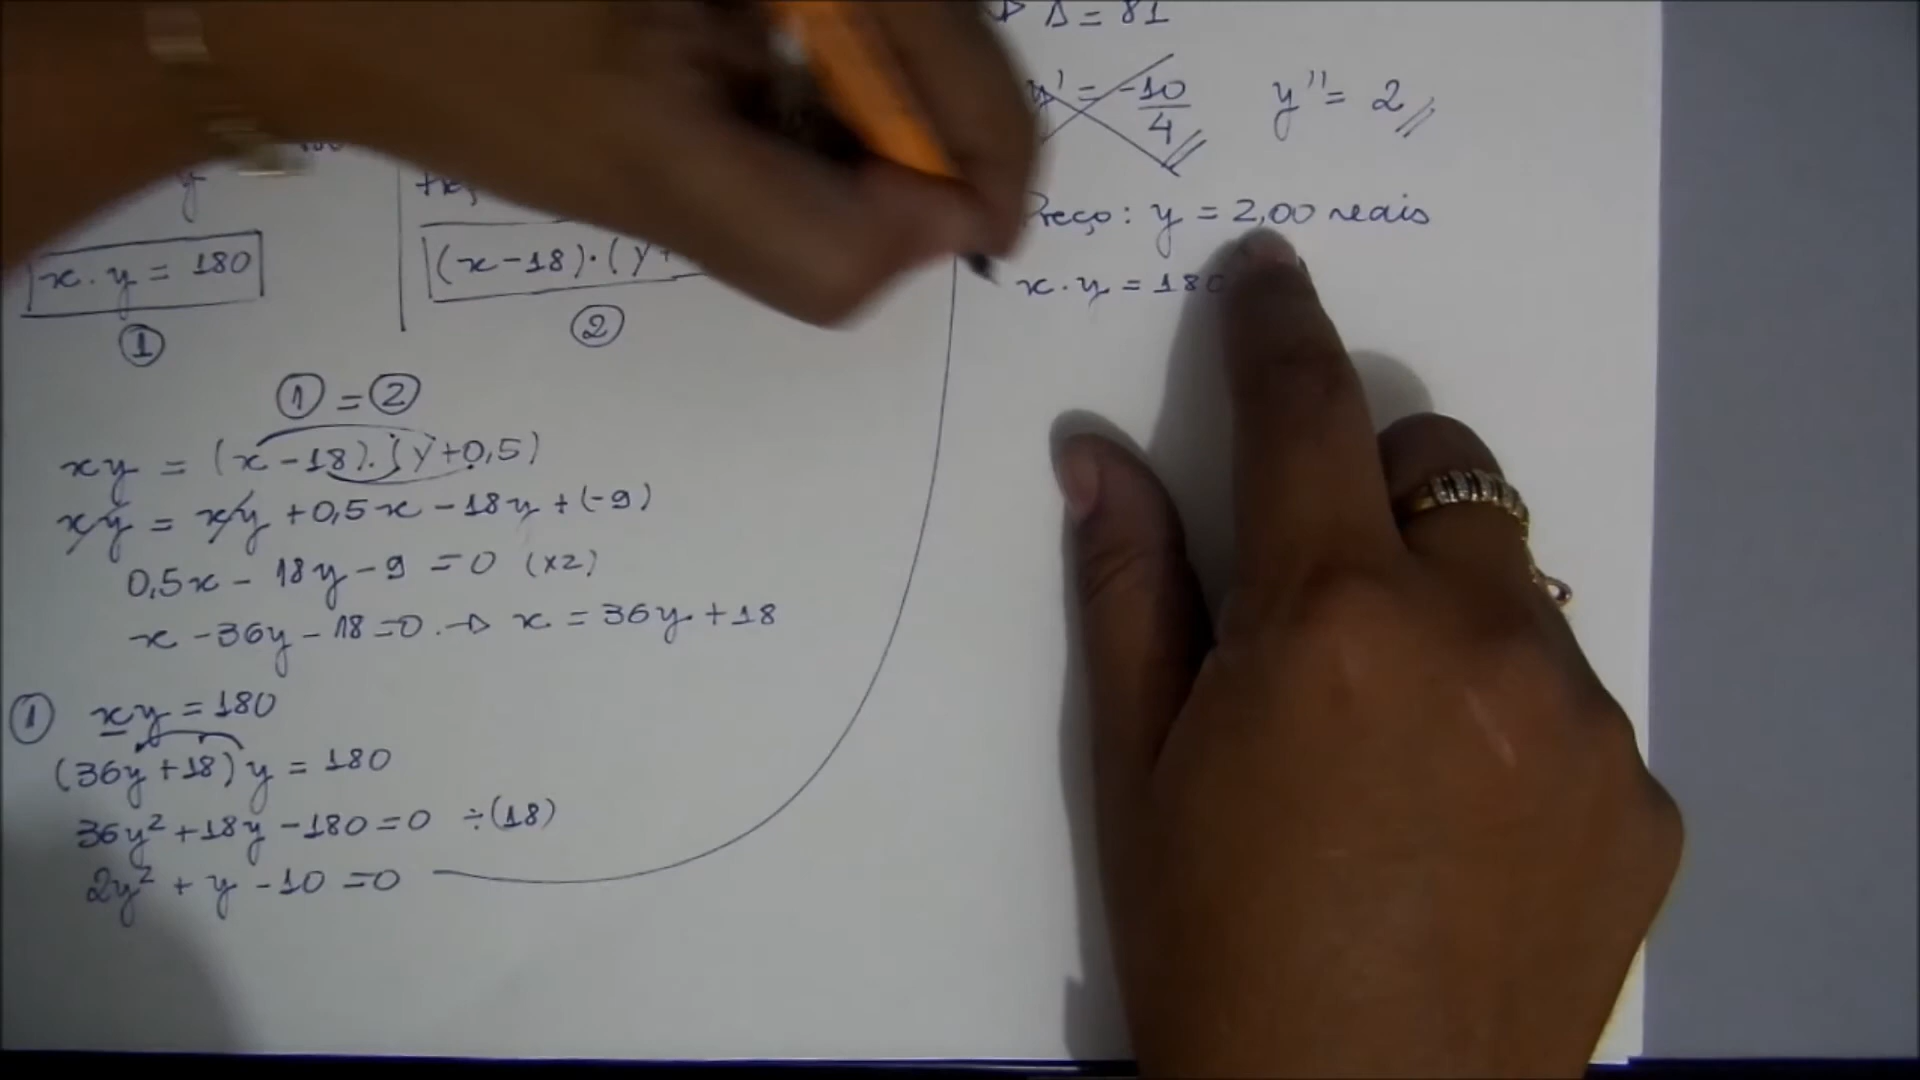 x . y = 180
1
(x-18).(y+
2
1 = 2
xy = (x-18).(y+0,5)
xy = xy +0,5x - 18y + (-9)
0,5x - 18y - 9 = 0 (x2)
x - 36y - 18 = 0 → x = 36y + 18
1 xy = 180
(36y + 18) y = 180
36y² + 18y - 180 = 0 ÷(18)
2y² + y - 10 = 0
Δ = 81
y' = -10/4 y'' = 2
Preço: y = 2,00 reais
x . y = 180